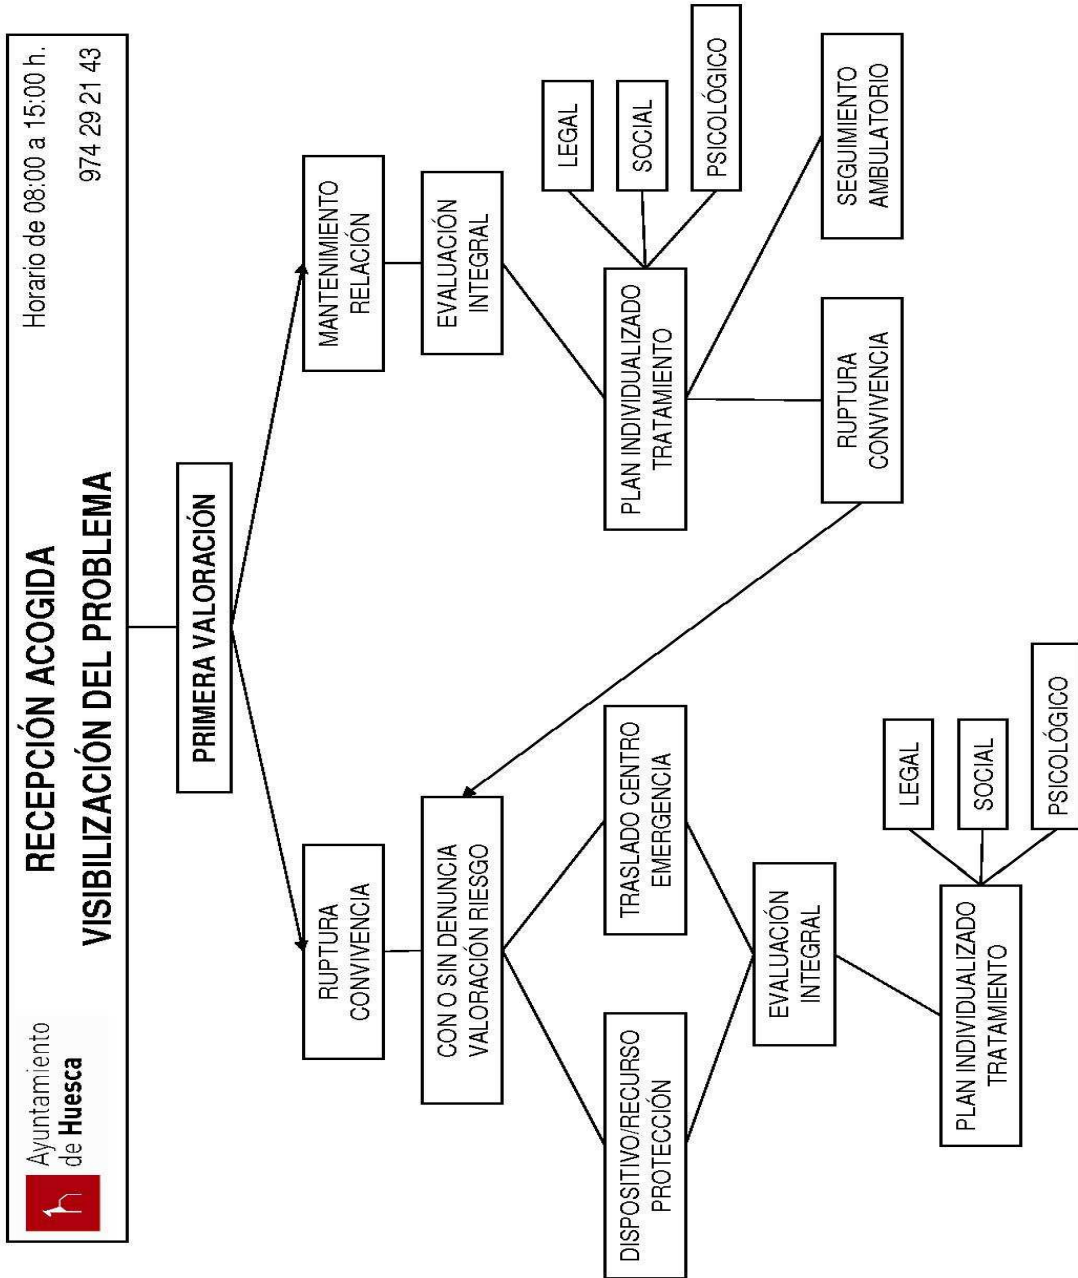 Ayuntamiento
de Huesca
RECEPCIÓN ACOGIDA
VISIBILIZACIÓN DEL PROBLEMA
Horario de 08:00 a 15:00 h.
974 29 21 43
PRIMERA VALORACIÓN
RUPTURA
CONVIVENCIA
MANTENIMIENTO
RELACIÓN
CON O SIN DENUNCIA
VALORACIÓN RIESGO
EVALUACIÓN
INTEGRAL
DISPOSITIVO/RECURSO
PROTECCIÓN
TRASLADO CENTRO
EMERGENCIA
PLAN INDIVIDUALIZADO
TRATAMIENTO
LEGAL
SOCIAL
PSICOLÓGICO
EVALUACIÓN
INTEGRAL
RUPTURA
CONVIVENCIA
SEGUIMIENTO
AMBULATORIO
PLAN INDIVIDUALIZADO
TRATAMIENTO
LEGAL
SOCIAL
PSICOLÓGICO